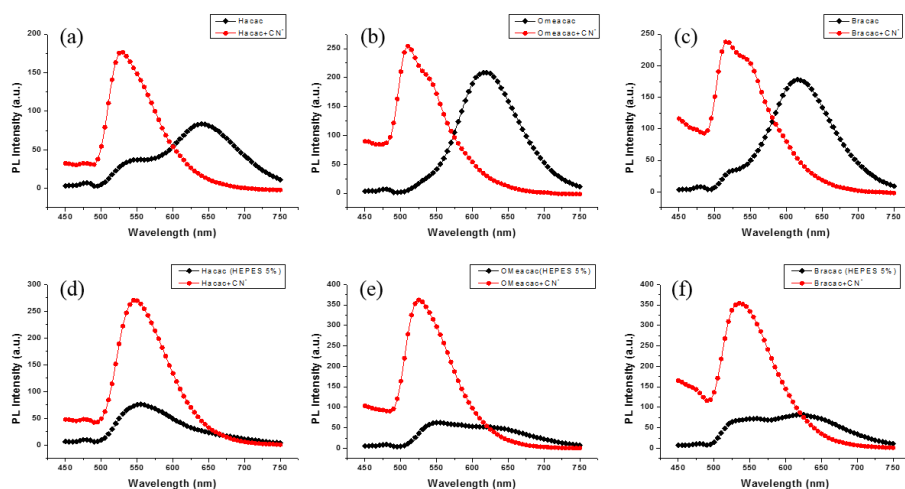 (a)
Hacac
Hacac+CN⁻
PL Intensity (a.u.)
200
150
100
50
0
450 500 550 600 650 700 750
Wavelength (nm)
(b)
Omeacac
Omeacac+CN⁻
PL Intensity (a.u.)
250
200
150
100
50
0
450 500 550 600 650 700 750
Wavelength (nm)
(c)
Bracac
Bracac+CN⁻
PL Intensity (a.u.)
250
200
150
100
50
0
450 500 550 600 650 700 750
Wavelength (nm)
(d)
Hacac (HEPES 5%)
Hacac+CN⁻
PL Intensity (a.u.)
300
250
200
150
100
50
0
450 500 550 600 650 700 750
Wavelength (nm)
(e)
OMeacac(HEPES 5%)
OMeacac+CN⁻
PL Intensity (a.u.)
400
350
300
250
200
150
100
50
0
450 500 550 600 650 700 750
Wavelength (nm)
(f)
Bracac (HEPES 5%)
Bracac+CN⁻
PL Intensity (a.u.)
400
350
300
250
200
150
100
50
0
450 500 550 600 650 700 750
Wavelength (nm)